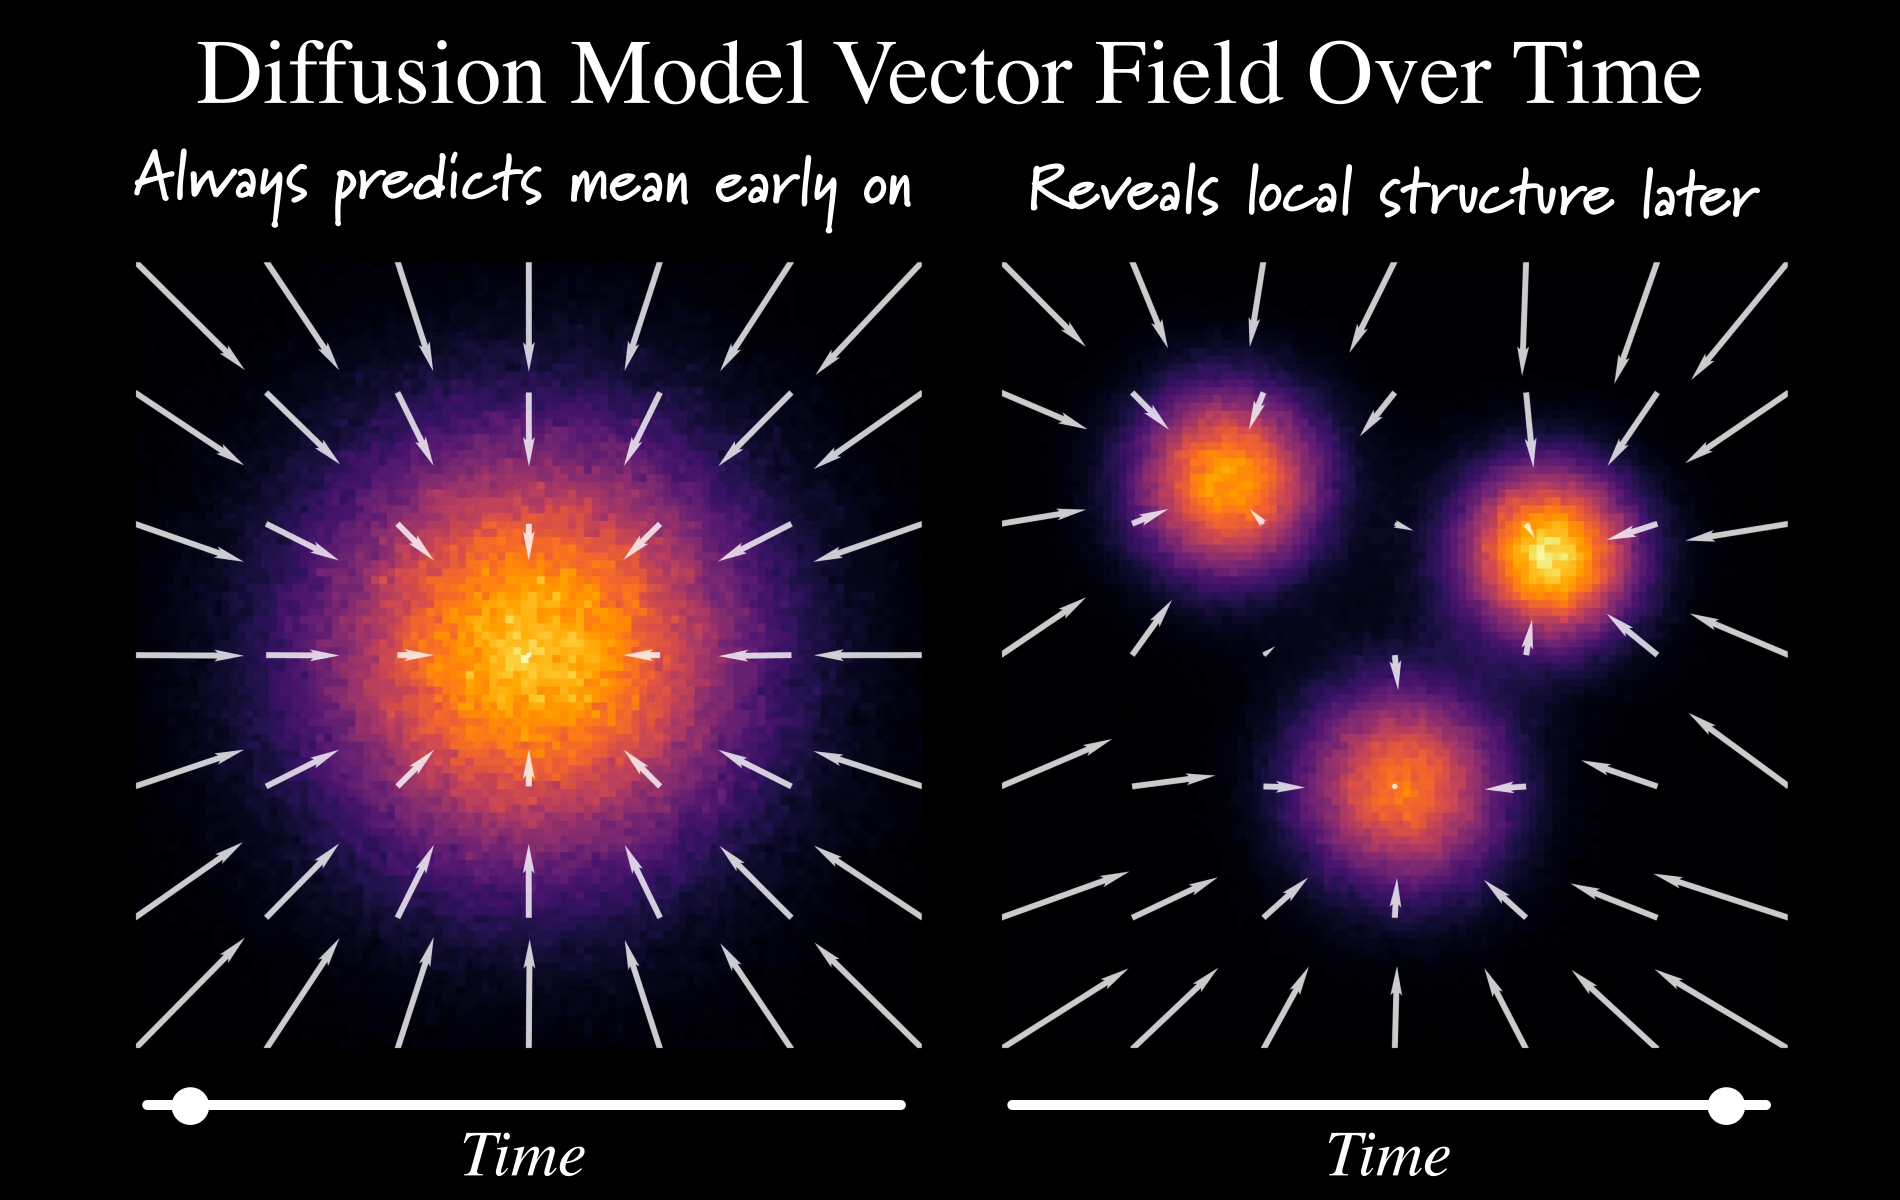 Diffusion Model Vector Field Over Time
Always predicts mean early on
Reveals local structure later
Time
Time